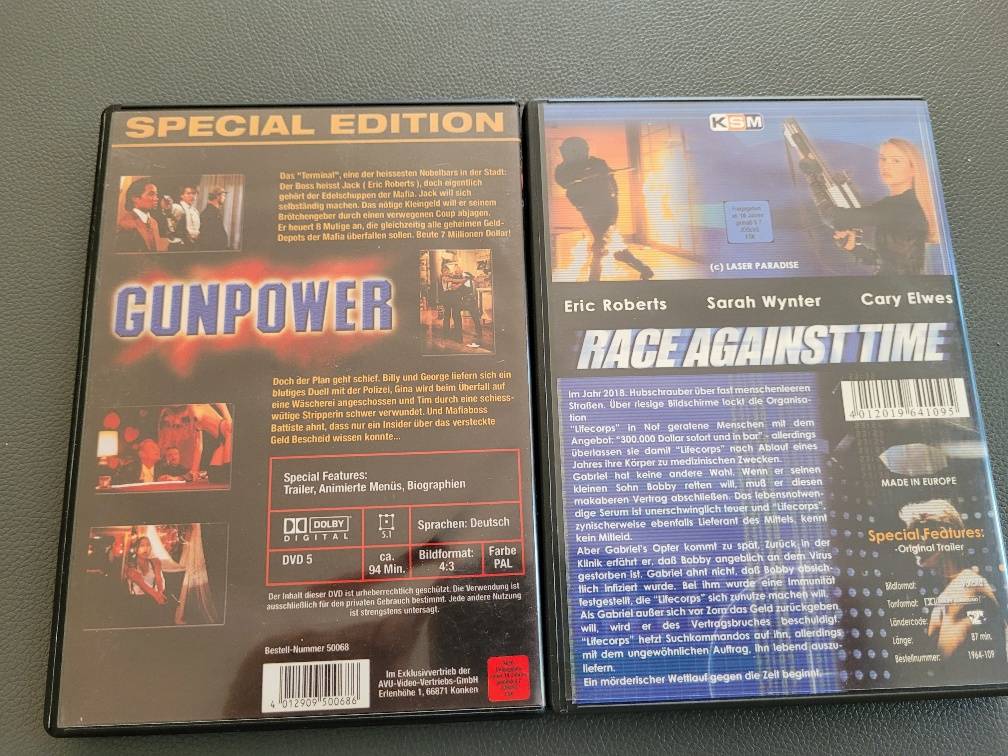 SPECIAL EDITION
Das "Terminal", eine der heissesten Nobelbars in der Stadt:
Der Boss heisst Jack ( Eric Roberts ), doch eigentlich
gehört der Edelschuppen der Mafia. Jack will sich
selbständig machen. Das nötige Kleingeld will er seinem
Brötchengeber durch einen verwegenen Coup abjagen.
Er heuert 8 Mutige an, die gleichzeitig alle geheimen Geld-
Depots der Mafia überfallen sollen. Beute 7 Millionen Dollar!
GUNPOWER
Doch der Plan geht schief. Billy und George liefern sich ein
blutiges Duell mit der Polizei, Gina wird beim Überfall auf
eine Wäscherei angeschossen und Tim durch eine schiess-
wütige Stripperin schwer verwundet. Und Mafiaboss
Battiste ahnt, dass nur ein Insider über das versteckte
Geld Bescheid wissen konnte...
Special Features:
Trailer, Animierte Menüs, Biographien
DOLBY
DIGITAL
5.1
Sprachen: Deutsch
DVD 5
ca.
94 Min.
Bildformat:
4:3
Farbe
PAL
Der Inhalt dieser DVD ist urheberrechtlich geschützt. Die Verwendung ist
ausschließlich für den privaten Gebrauch bestimmt. Jede andere Nutzung
ist strengstens untersagt.
Bestell-Nummer 50068
4 012909 500686
Im Exklusivvertrieb der
AVU-Video-Vertriebs-GmbH
Erlenhöhe 1, 66871 Konken
KSM
Freigegeben
ab 18 Jahren
gemäß § 7
JÖSchG
FSK
(c) LASER PARADISE
Eric Roberts Sarah Wynter Cary Elwes
RACE AGAINST TIME
Im Jahr 2018. Hubschrauber über fast menschenleeren
Straßen. Über riesige Bildschirme lockt die Organisa-
tion
"Lifecorps" in Not geratene Menschen mit dem
Angebot: "300.000 Dollar sofort und in bar" - allerdings
überlassen sie damit "Lifecorps" nach Ablauf eines
Jahres ihre Körper zu medizinischen Zwecken.
Gabriel hat keine andere Wahl. Wenn er seinen
kleinen Sohn Bobby retten will, muß er diesen
makaberen Vertrag abschließen. Das lebensnotwen-
dige Serum ist unerschwinglich teuer und "Lifecorps",
zynischerweise ebenfalls Lieferant des Mittels, kennt
kein Mitleid.
Aber Gabriel's Opfer kommt zu spät. Zurück in der
Klinik erfährt er, daß Bobby angeblich an dem Virus
gestorben ist. Gabriel ahnt nicht, daß Bobby absich-
tlich infiziert wurde. Bei ihm wurde eine Immunität
festgestellt, die "Lifecorps" sich zunutze machen will.
Als Gabriel außer sich vor Zorn das Geld zurückgeben
will, wird er des Vertragsbruches beschuldigt.
"Lifecorps" hetzt Suchkommandos auf ihn, allerdings
mit dem ungewöhnlichen Auftrag, ihn lebend auszu-
liefern.
Ein mörderischer Wettlauf gegen die Zeit beginnt.
4 012019 641095
MADE IN EUROPE
Special Features:
-Original Trailer
Bildformat:
Tonformat:
Ländercode:
2
Länge:
87 min.
Bestellnummer:
1964-109